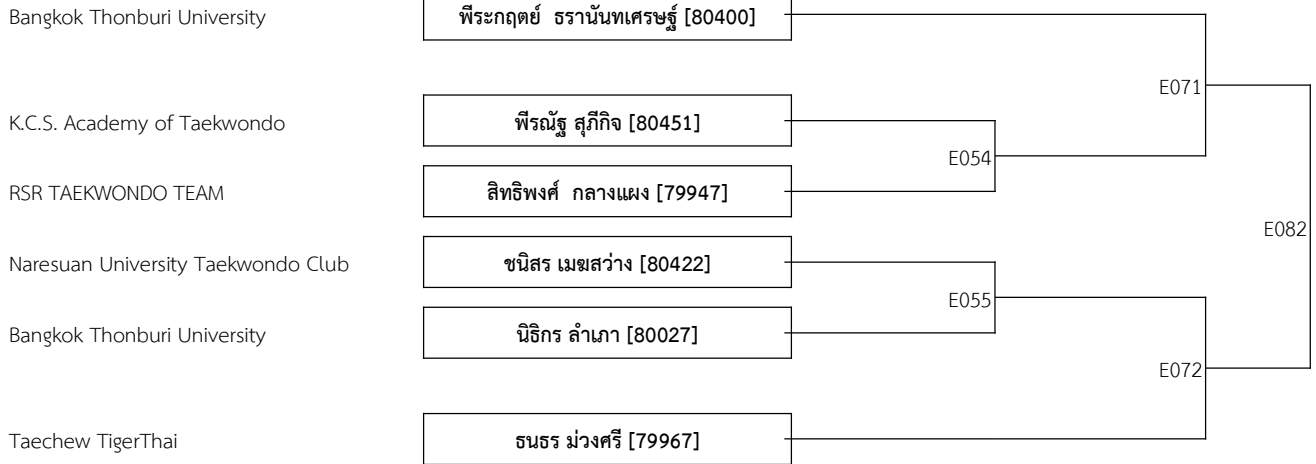 Bangkok Thonburi University
พีระกฤตย์  ธรานันทเศรษฐ์ [80400]
E071
K.C.S. Academy of Taekwondo
พีรณัฐ สุภีกิจ [80451]
E054
RSR TAEKWONDO TEAM
สิทธิพงศ์  กลางแผง [79947]
E082
Naresuan University Taekwondo Club
ชนิสร เมฆสว่าง [80422]
E055
Bangkok Thonburi University
นิธิกร ลำเภา [80027]
E072
Taechew TigerThai
ธนธร ม่วงศรี [79967]